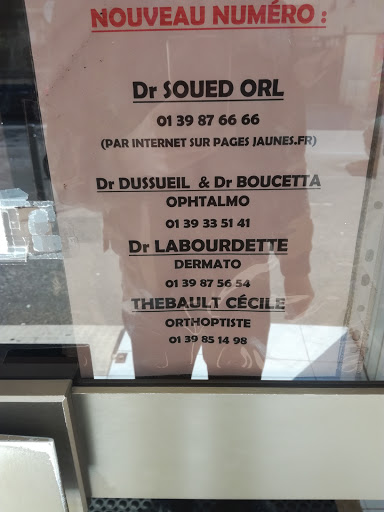 NOUVEAU NUMÉRO :
Dr SOUED ORL
01 39 87 66 66
(PAR INTERNET SUR PAGES JAUNES.FR)
Dr DUSSUEIL & Dr BOUCETTA
OPHTALMO
01 39 33 51 41
Dr LABOURDETTE
DERMATO
01 39 87 56 54
THEBAULT CÉCILE
ORTHOPTISTE
01 39 85 14 98